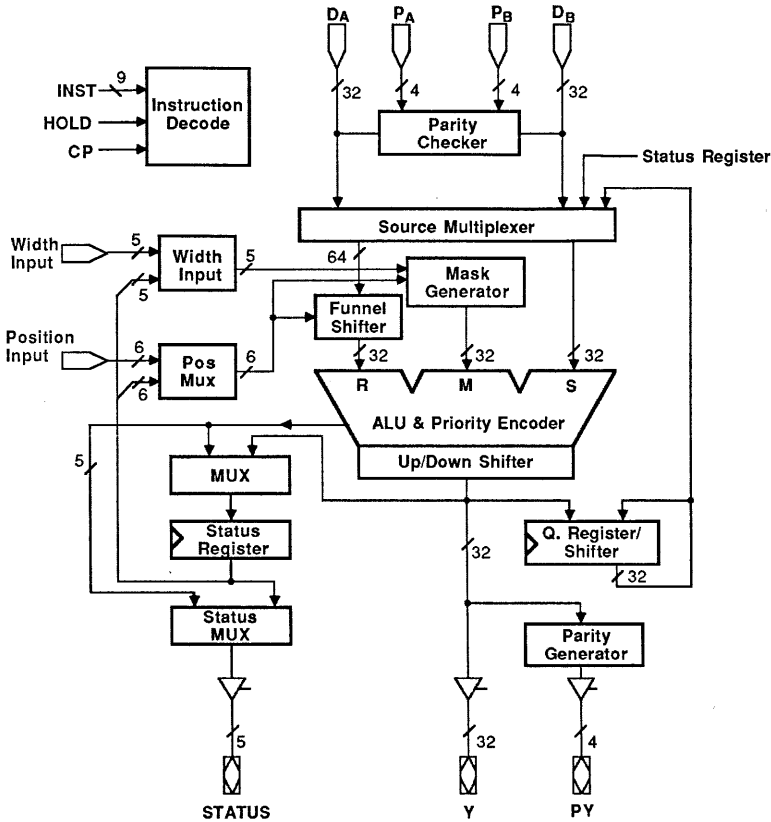 DA PA PB DB
32 4 4 32
INST 9
HOLD
CP
Instruction
Decode
Parity
Checker
Status Register
Source Multiplexer
Width
Input
5
5
Width
Input
5
64
Mask
Generator
Funnel
Shifter
Position
Input
6
6
Pos
Mux
6
32 32 32
R M S
ALU & Priority Encoder
Up/Down Shifter
5
MUX
Status
Register
Q. Register/
Shifter
32
32
Status
MUX
Parity
Generator
5 32 4
STATUS Y PY